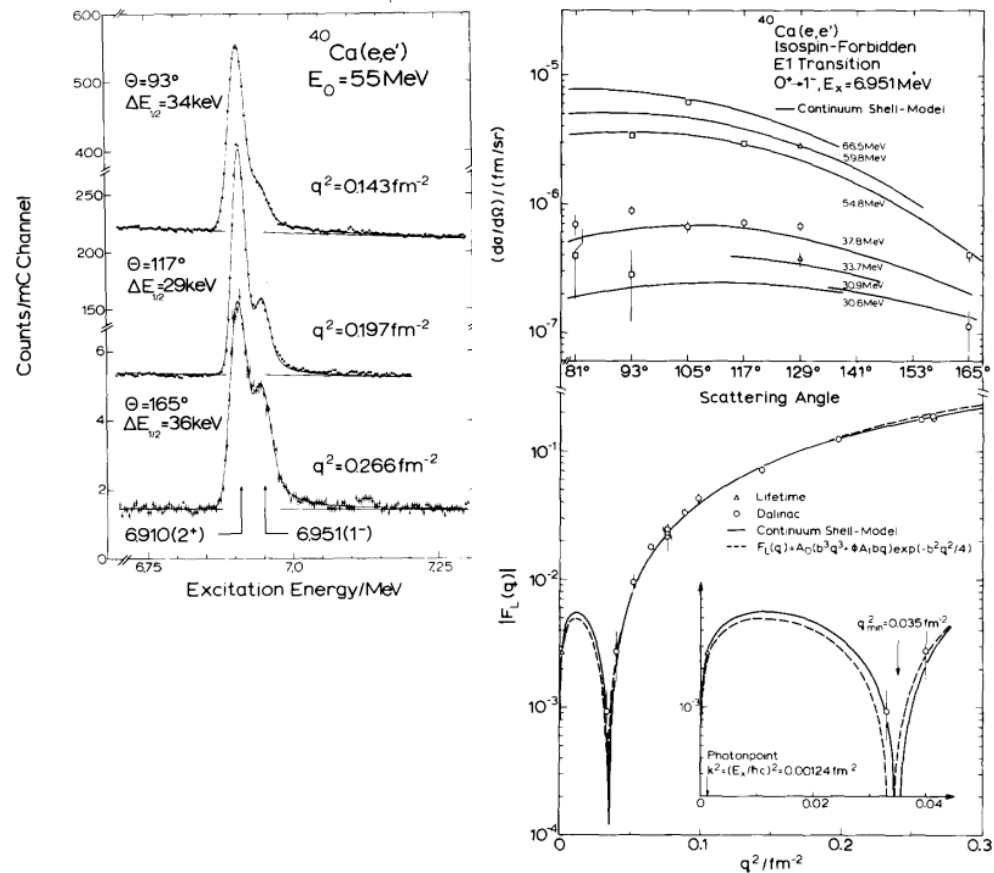 600
500
400
250
220
150
6
4
2
0
Counts/mC Channel
40
Ca(e,e')
E₀=55MeV
Θ=93°
ΔE₁/₂=34keV
q²=0.143fm⁻²
Θ=117°
ΔE₁/₂=29keV
q²=0.197fm⁻²
Θ=165°
ΔE₁/₂=36keV
q²=0.266fm⁻²
6.910(2⁺)
6.951(1⁻)
6.75
7.0
7.25
Excitation Energy/MeV
40
Ca(e,e')
Isospin-Forbidden
E1 Transition
0⁺→1⁻, Eₓ=6.951MeV
Continuum Shell-Model
10⁻⁵
10⁻⁶
10⁻⁷
(dσ/dΩ)/(fm/sr)
66.5MeV
59.8MeV
54.8MeV
37.8MeV
33.7MeV
30.9MeV
30.6MeV
81° 93° 105° 117° 129° 141° 153° 165°
Scattering Angle
10⁻¹
10⁻²
10⁻³
10⁻⁴
|F_L(q)|
Lifetime
Dalinac
Continuum Shell-Model
F_L(q)=A₀(b³q³+ΦA₁bq)exp(-b²q²/4)
q²min=0.035fm⁻²
10⁻³
Photonpoint
k²=(Eₓ/ħc)²=0.00124fm⁻²
0 0.02 0.04
0 0.1 0.2 0.3
q²/fm⁻²